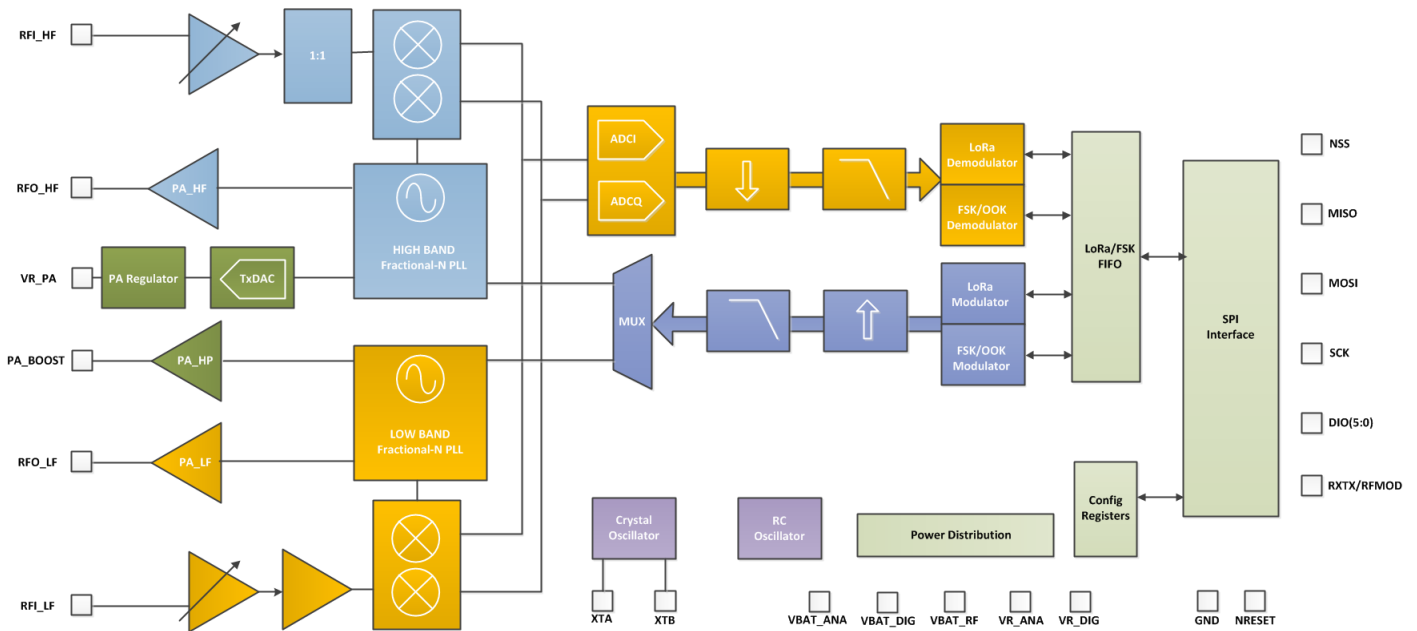 RFI_HF
1:1
RFO_HF
PA_HF
HIGH BAND
Fractional-N PLL
VR_PA
PA Regulator
TxDAC
PA_BOOST
PA_HP
LOW BAND
Fractional-N PLL
RFO_LF
PA_LF
RFI_LF
ADCI
ADCQ
LoRa
Demodulator
FSK/OOK
Demodulator
MUX
LoRa
Modulator
FSK/OOK
Modulator
LoRa/FSK
FIFO
SPI
Interface
Config
Registers
NSS
MISO
MOSI
SCK
DIO(5:0)
RXTX/RFMOD
Crystal
Oscillator
RC
Oscillator
Power Distribution
XTA
XTB
VBAT_ANA
VBAT_DIG
VBAT_RF
VR_ANA
VR_DIG
GND
NRESET